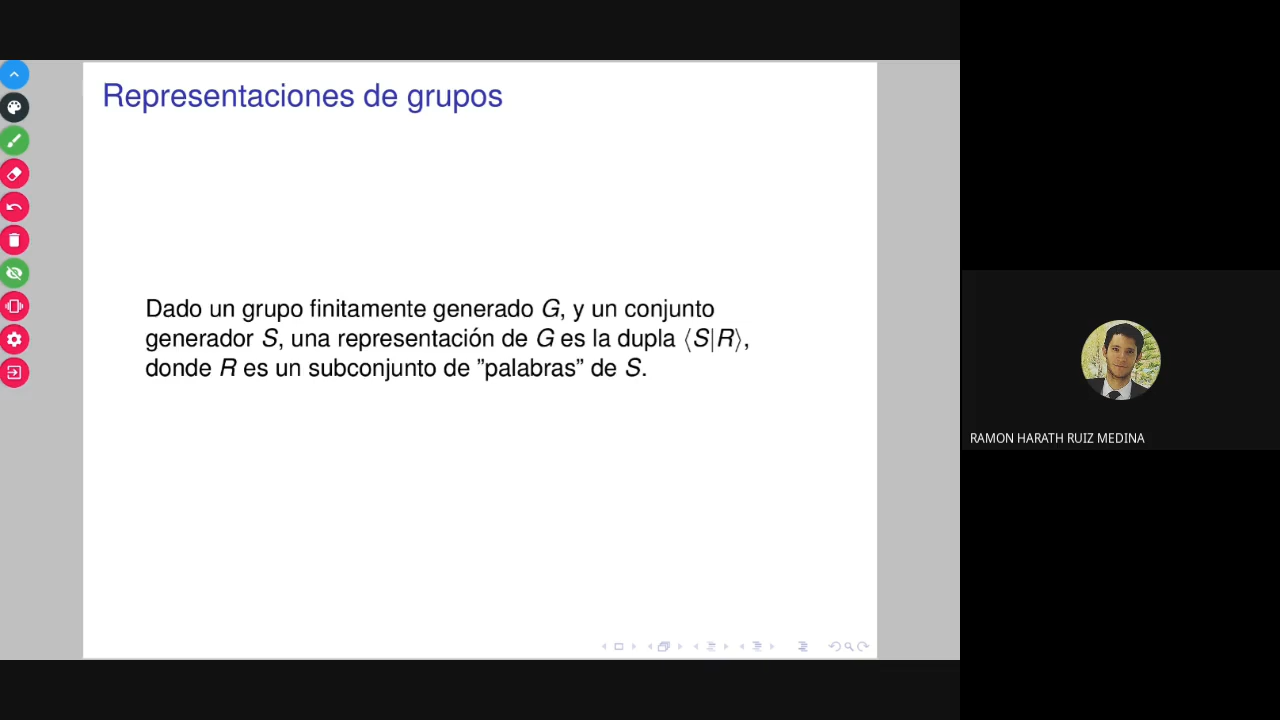 Representaciones de grupos
Dado un grupo finitamente generado G, y un conjunto
generador S, una representación de G es la dupla ⟨S|R⟩,
donde R es un subconjunto de ”palabras” de S.
RAMON HARATH RUIZ MEDINA